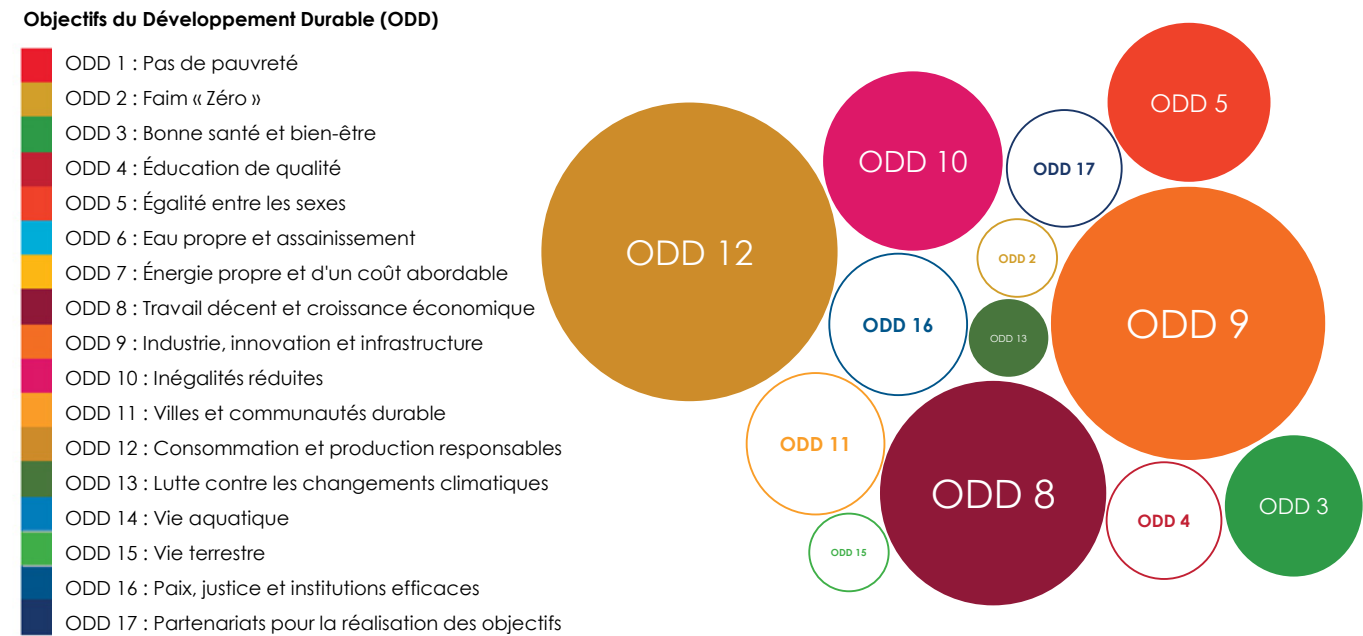 Objectifs du Développement Durable (ODD)
ODD 1 : Pas de pauvreté
ODD 2 : Faim « Zéro »
ODD 3 : Bonne santé et bien-être
ODD 4 : Éducation de qualité
ODD 5 : Égalité entre les sexes
ODD 6 : Eau propre et assainissement
ODD 7 : Énergie propre et d'un coût abordable
ODD 8 : Travail décent et croissance économique
ODD 9 : Industrie, innovation et infrastructure
ODD 10 : Inégalités réduites
ODD 11 : Villes et communautés durable
ODD 12 : Consommation et production responsables
ODD 13 : Lutte contre les changements climatiques
ODD 14 : Vie aquatique
ODD 15 : Vie terrestre
ODD 16 : Paix, justice et institutions efficaces
ODD 17 : Partenariats pour la réalisation des objectifs
ODD 5
ODD 10
ODD 17
ODD 12
ODD 2
ODD 16
ODD 13
ODD 9
ODD 11
ODD 8
ODD 4
ODD 3
ODD 15